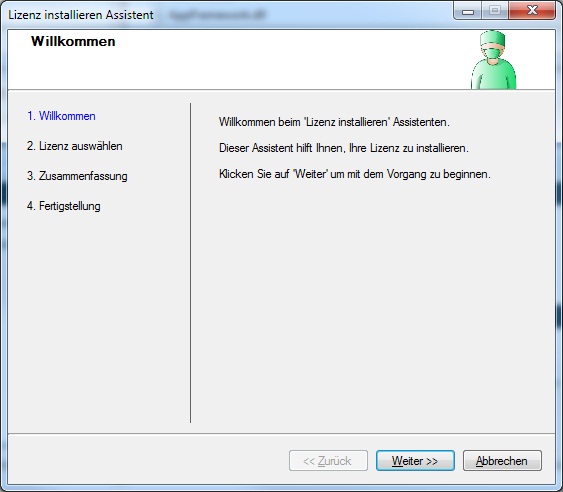 Lizenz installieren Assistent
Willkommen
1. Willkommen
2. Lizenz auswählen
3. Zusammenfassung
4. Fertigstellung
Willkommen beim 'Lizenz installieren' Assistenten.
Dieser Assistent hilft Ihnen, Ihre Lizenz zu installieren.
Klicken Sie auf 'Weiter' um mit dem Vorgang zu beginnen.
<< Zurück
Weiter >>
Abbrechen